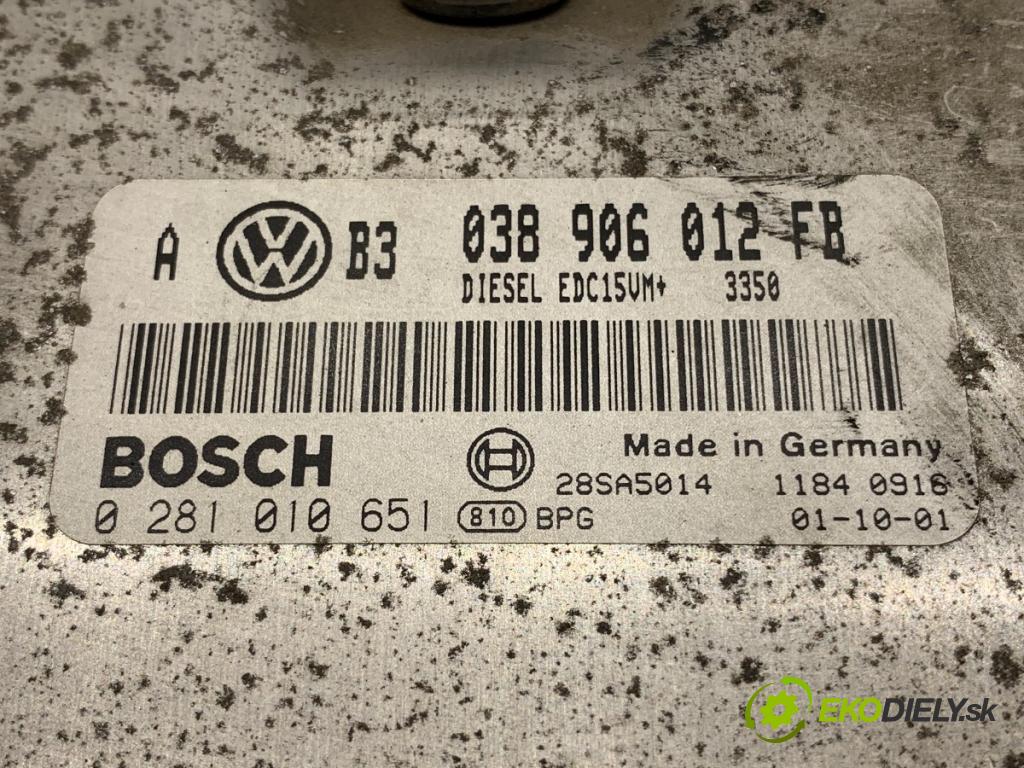 A VW B3 038 906 012 FB
DIESEL EDC15VM+ 3350
BOSCH
Made in Germany
28SA5014 1184 0916
0 281 010 651 810 BPG 01-10-01
EKODIELY.sk